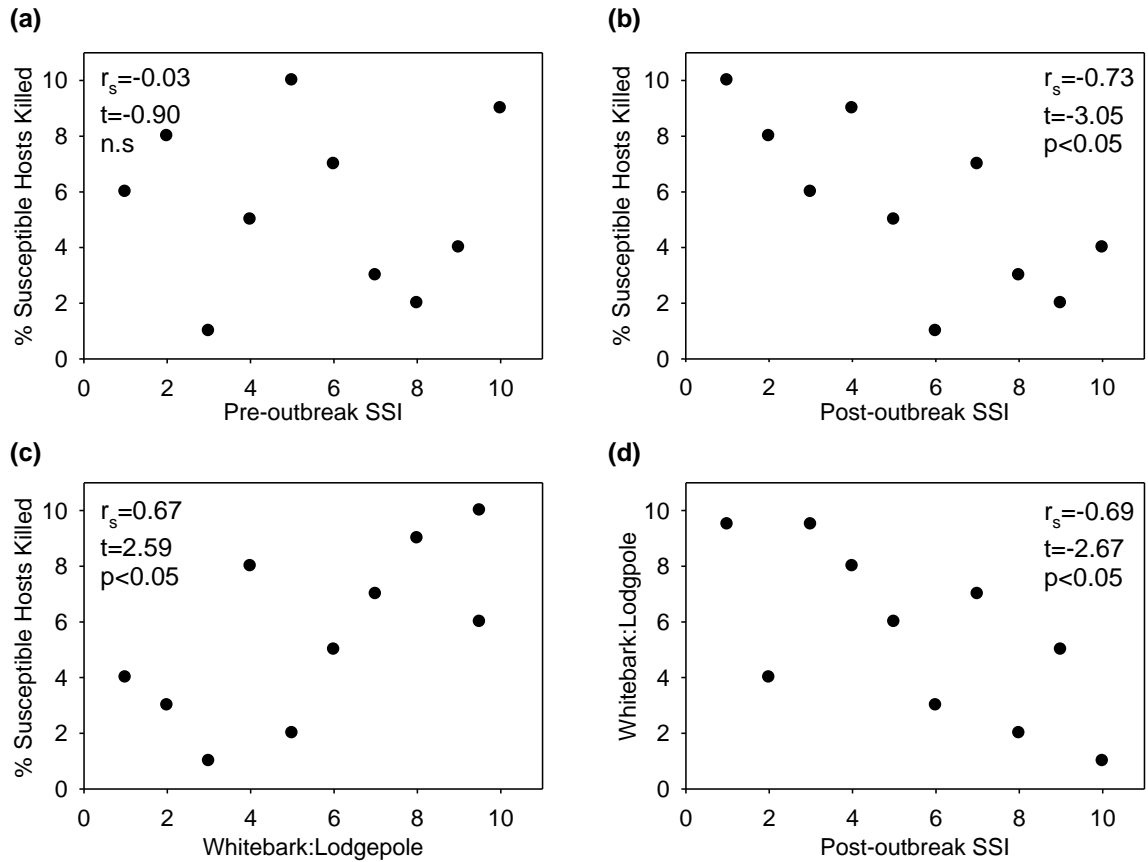 (a)
% Susceptible Hosts Killed
10
8
6
4
2
0
r_s=-0.03
t=-0.90
n.s
0 2 4 6 8 10
Pre-outbreak SSI
(b)
% Susceptible Hosts Killed
10
8
6
4
2
0
r_s=-0.73
t=-3.05
p<0.05
0 2 4 6 8 10
Post-outbreak SSI
(c)
% Susceptible Hosts Killed
10
8
6
4
2
0
r_s=0.67
t=2.59
p<0.05
0 2 4 6 8 10
Whitebark:Lodgepole
(d)
Whitebark:Lodgpole
10
8
6
4
2
0
r_s=-0.69
t=-2.67
p<0.05
0 2 4 6 8 10
Post-outbreak SSI